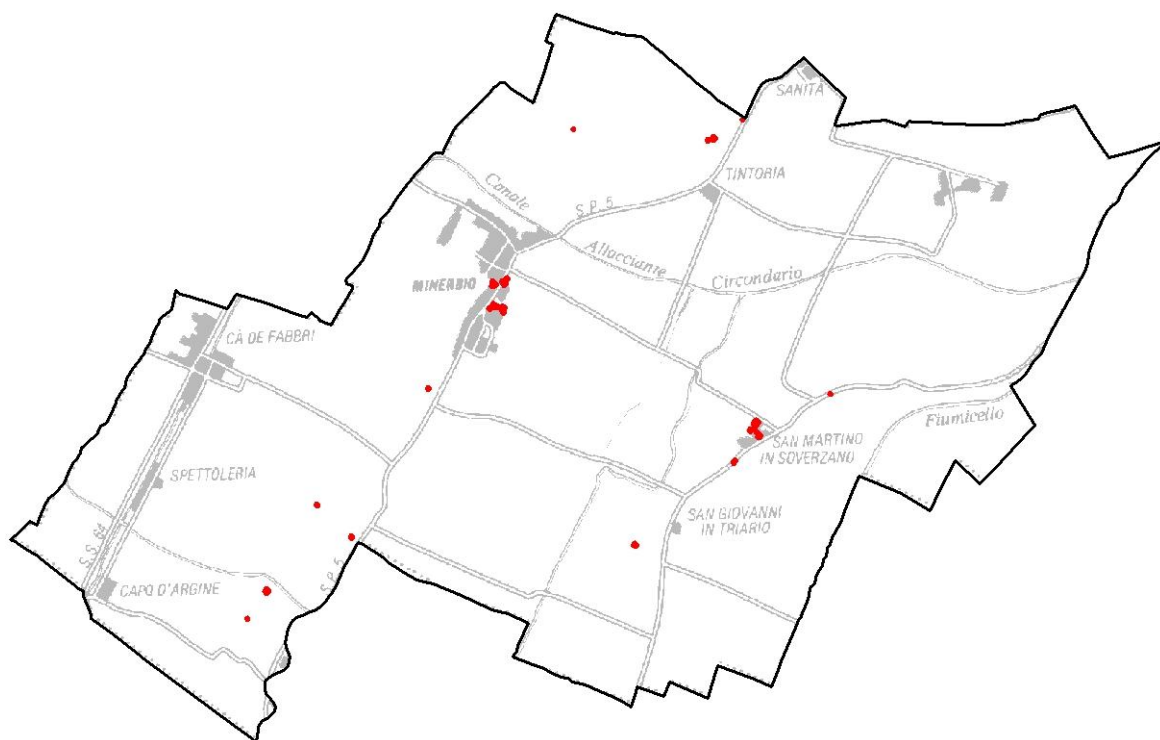 SANITÀ
TINTORIA
Canale
S.P. 5
Allacciante
Circondario
MINERBIO
CÀ DE FABBRI
Fiumicello
SAN MARTINO
IN SOVERZANO
SPETTOLERIA
SAN GIOVANNI
IN TRIARIO
S.S. 64
S.P. 5
CAPO D'ARGINE